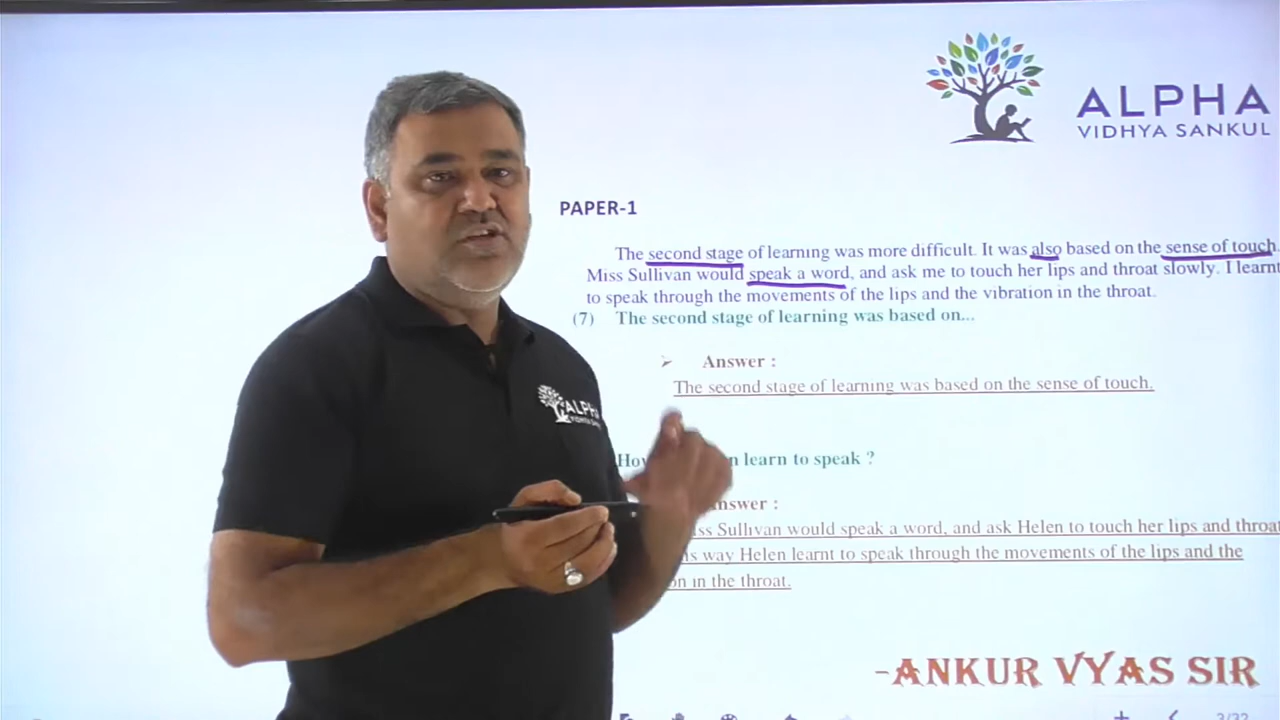 ALPHA
VIDHYA SANKUL
PAPER-1
The second stage of learning was more difficult. It was also based on the sense of touch.
Miss Sullivan would speak a word, and ask me to touch her lips and throat slowly. I learnt
to speak through the movements of the lips and the vibration in the throat.
(7) The second stage of learning was based on...
➢ Answer :
The second stage of learning was based on the sense of touch.
learn to speak ?
would speak a word, and ask Helen to touch her lips and throat
way Helen learnt to speak through the movements of the lips and the
in the throat.
ALPHA
-ANKUR VYAS SIR